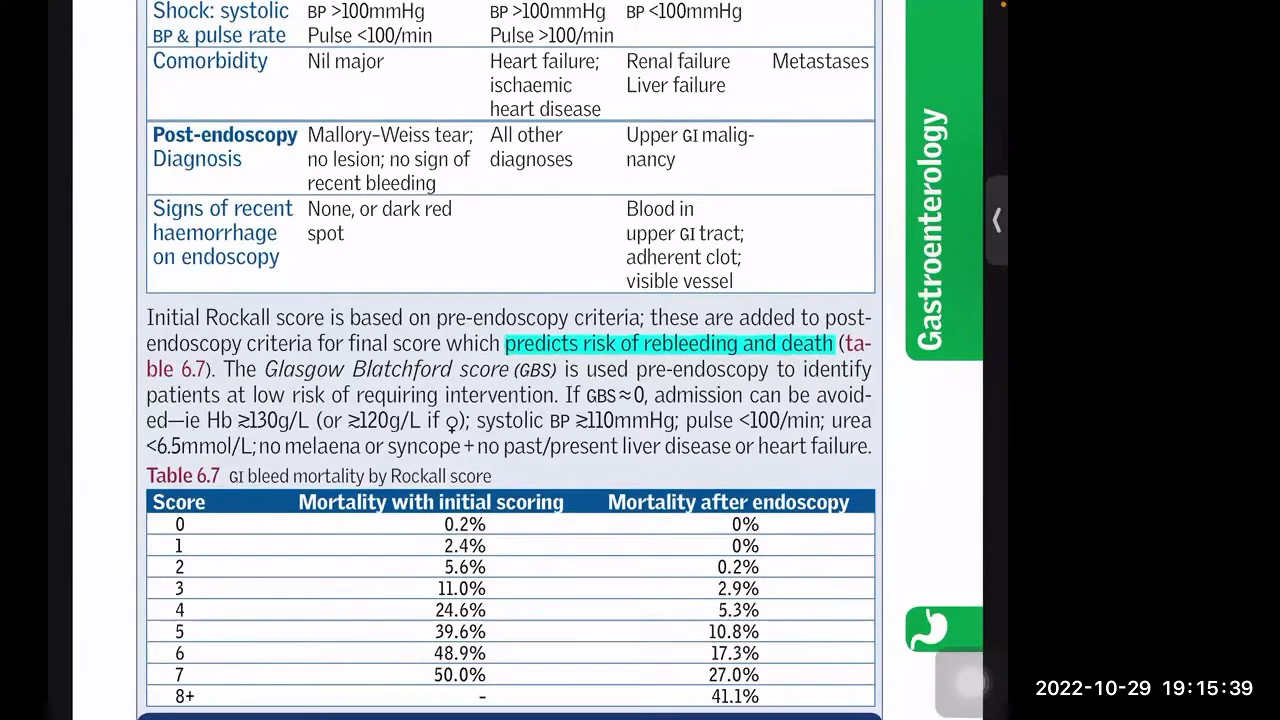 Shock: systolic BP >100mmHg BP >100mmHg BP <100mmHg
BP & pulse rate Pulse <100/min Pulse >100/min
Comorbidity Nil major Heart failure; Renal failure Metastases
ischaemic Liver failure
heart disease
Post-endoscopy Mallory–Weiss tear; All other Upper GI malig-
Diagnosis no lesion; no sign of diagnoses nancy
recent bleeding
Signs of recent None, or dark red Blood in
haemorrhage spot upper GI tract;
on endoscopy adherent clot;
visible vessel
Initial Rockall score is based on pre-endoscopy criteria; these are added to post-
endoscopy criteria for final score which predicts risk of rebleeding and death (ta-
ble 6.7). The Glasgow Blatchford score (GBS) is used pre-endoscopy to identify
patients at low risk of requiring intervention. If GBS≈0, admission can be avoid-
ed—ie Hb ≥130g/L (or ≥120g/L if ♀); systolic BP ≥110mmHg; pulse <100/min; urea
<6.5mmol/L; no melaena or syncope + no past/present liver disease or heart failure.
Table 6.7 GI bleed mortality by Rockall score
Score Mortality with initial scoring Mortality after endoscopy
0 0.2% 0%
1 2.4% 0%
2 5.6% 0.2%
3 11.0% 2.9%
4 24.6% 5.3%
5 39.6% 10.8%
6 48.9% 17.3%
7 50.0% 27.0%
8+ - 41.1%
Gastroenterology
2022-10-29 19:15:39